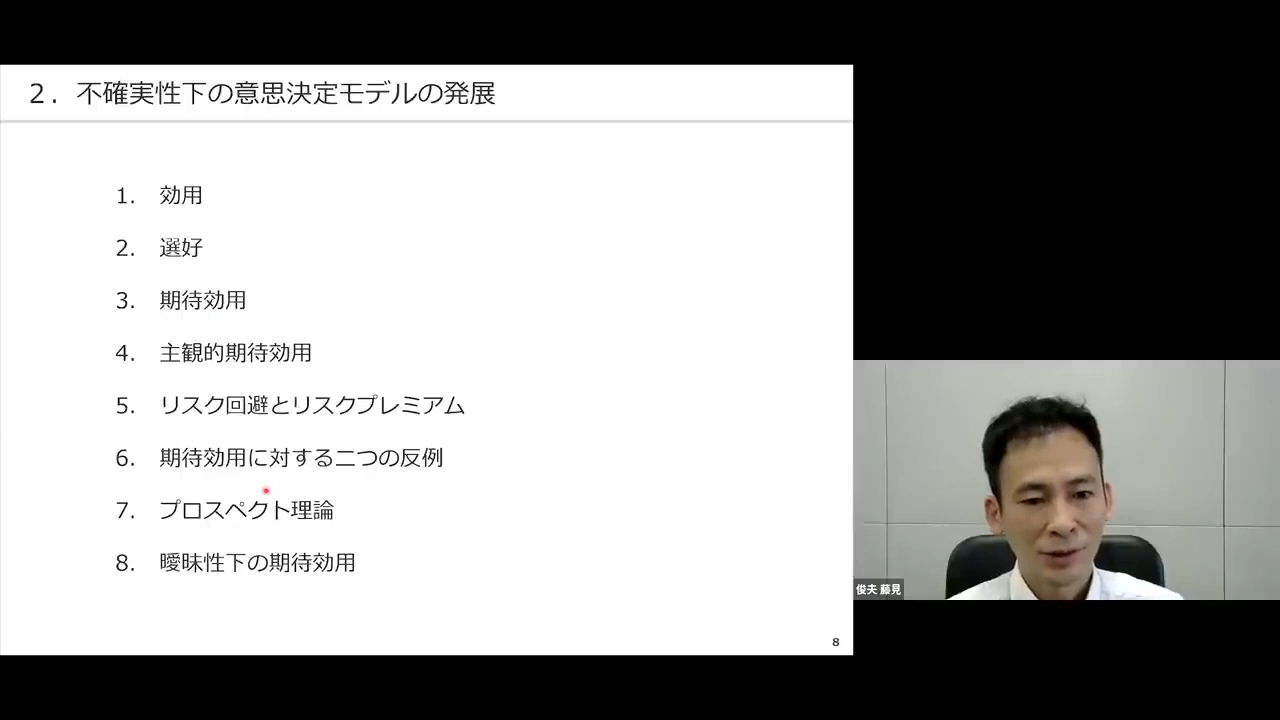 ２．不確実性下の意思決定モデルの発展
1. 効用
2. 選好
3. 期待効用
4. 主観的期待効用
5. リスク回避とリスクプレミアム
6. 期待効用に対する二つの反例
7. プロスペクト理論
8. 曖昧性下の期待効用
8
俊夫 藤見